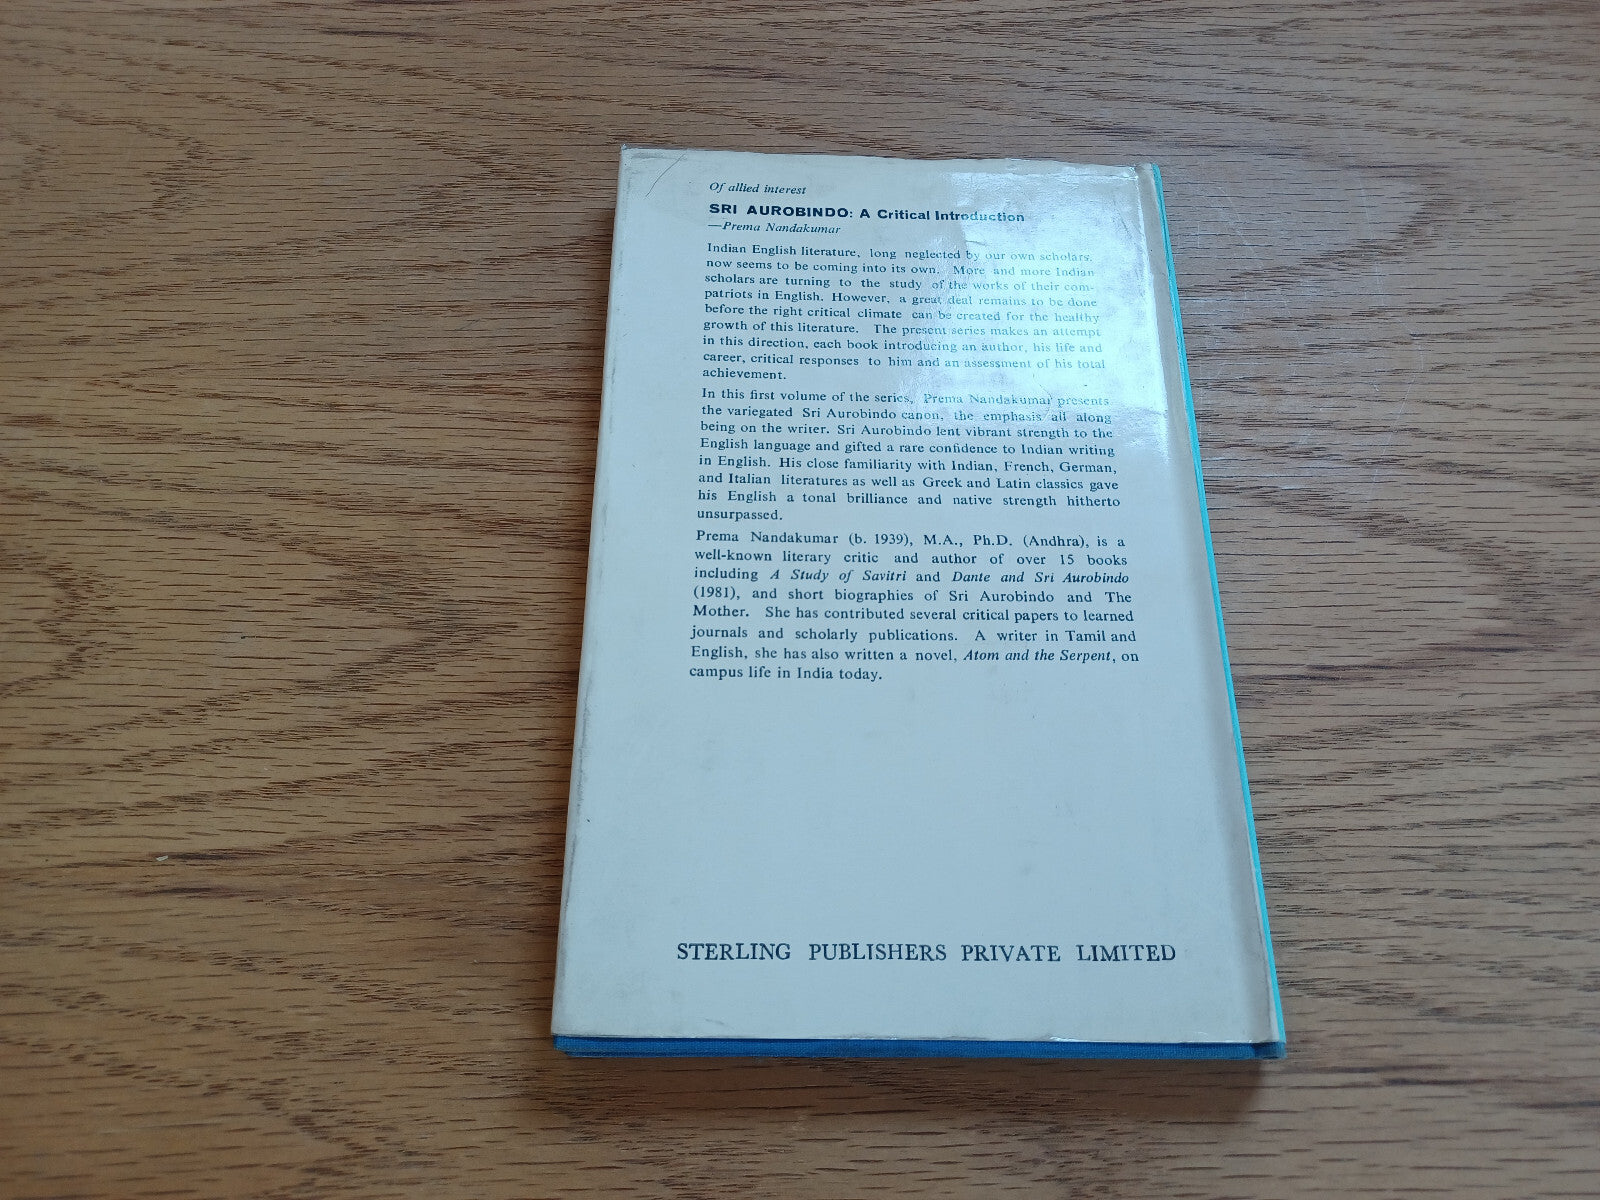 Of allied interest
SRI AUROBINDO: A Critical Introduction
—Prema Nandakumar
Indian English literature, long neglected by our own scholars,
now seems to be coming into its own. More and more Indian
scholars are turning to the study of the works of their com-
patriots in English. However, a great deal remains to be done
before the right critical climate can be created for the healthy
growth of this literature. The present series makes an attempt
in this direction, each book introducing an author, his life and
career, critical responses to him and an assessment of his total
achievement.
In this first volume of the series, Prema Nandakumar presents
the variegated Sri Aurobindo canon, the emphasis all along
being on the writer. Sri Aurobindo lent vibrant strength to the
English language and gifted a rare confidence to Indian writing
in English. His close familiarity with Indian, French, German,
and Italian literatures as well as Greek and Latin classics gave
his English a tonal brilliance and native strength hitherto
unsurpassed.
Prema Nandakumar (b. 1939), M.A., Ph.D. (Andhra), is a
well-known literary critic and author of over 15 books
including A Study of Savitri and Dante and Sri Aurobindo
(1981), and short biographies of Sri Aurobindo and The
Mother. She has contributed several critical papers to learned
journals and scholarly publications. A writer in Tamil and
English, she has also written a novel, Atom and the Serpent, on
campus life in India today.
STERLING PUBLISHERS PRIVATE LIMITED